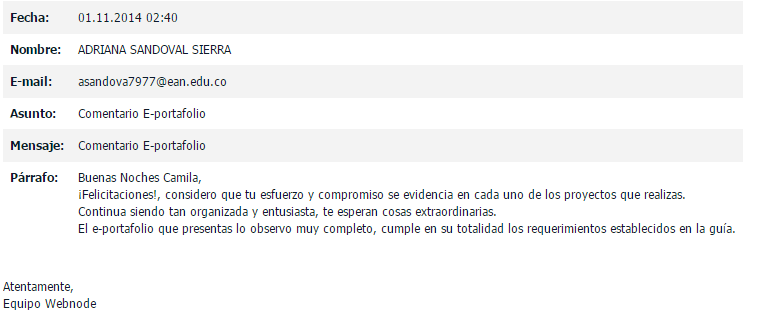 Fecha: 01.11.2014 02:40
Nombre: ADRIANA SANDOVAL SIERRA
E-mail: asandova7977@ean.edu.co
Asunto: Comentario E-portafolio
Mensaje: Comentario E-portafolio
Párrafo: Buenas Noches Camila,
¡Felicitaciones!, considero que tu esfuerzo y compromiso se evidencia en cada uno de los proyectos que realizas.
Continua siendo tan organizada y entusiasta, te esperan cosas extraordinarias.
El e-portafolio que presentas lo observo muy completo, cumple en su totalidad los requerimientos establecidos en la guía.
Atentamente,
Equipo Webnode